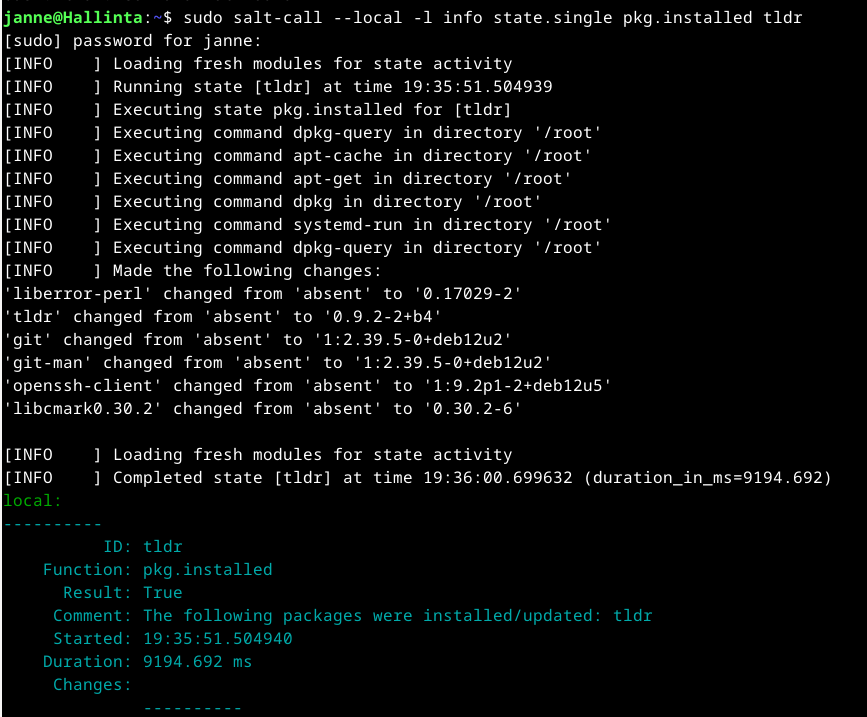 janne@Hallinta:~$ sudo salt-call --local -l info state.single pkg.installed tldr
[sudo] password for janne:
[INFO    ] Loading fresh modules for state activity
[INFO    ] Running state [tldr] at time 19:35:51.504939
[INFO    ] Executing state pkg.installed for [tldr]
[INFO    ] Executing command dpkg-query in directory '/root'
[INFO    ] Executing command apt-cache in directory '/root'
[INFO    ] Executing command apt-get in directory '/root'
[INFO    ] Executing command dpkg in directory '/root'
[INFO    ] Executing command systemd-run in directory '/root'
[INFO    ] Executing command dpkg-query in directory '/root'
[INFO    ] Made the following changes:
'liberror-perl' changed from 'absent' to '0.17029-2'
'tldr' changed from 'absent' to '0.9.2-2+b4'
'git' changed from 'absent' to '1:2.39.5-0+deb12u2'
'git-man' changed from 'absent' to '1:2.39.5-0+deb12u2'
'openssh-client' changed from 'absent' to '1:9.2p1-2+deb12u5'
'libcmark0.30.2' changed from 'absent' to '0.30.2-6'
[INFO    ] Loading fresh modules for state activity
[INFO    ] Completed state [tldr] at time 19:36:00.699632 (duration_in_ms=9194.692)
local:
----------
ID: tldr
Function: pkg.installed
Result: True
Comment: The following packages were installed/updated: tldr
Started: 19:35:51.504940
Duration: 9194.692 ms
Changes:
----------